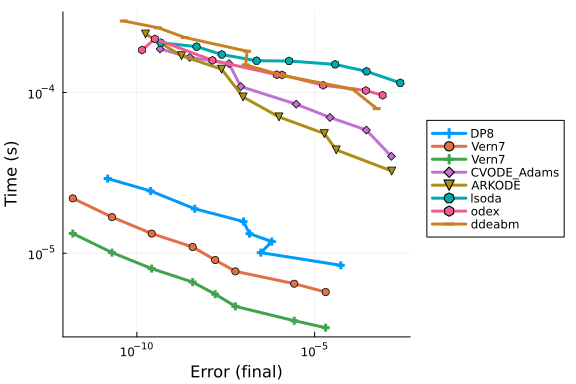 10⁻⁴
10⁻⁵
Time (s)
10⁻¹⁰
10⁻⁵
Error (final)
DP8
Vern7
Vern7
CVODE_Adams
ARKODE
lsoda
odex
ddeabm